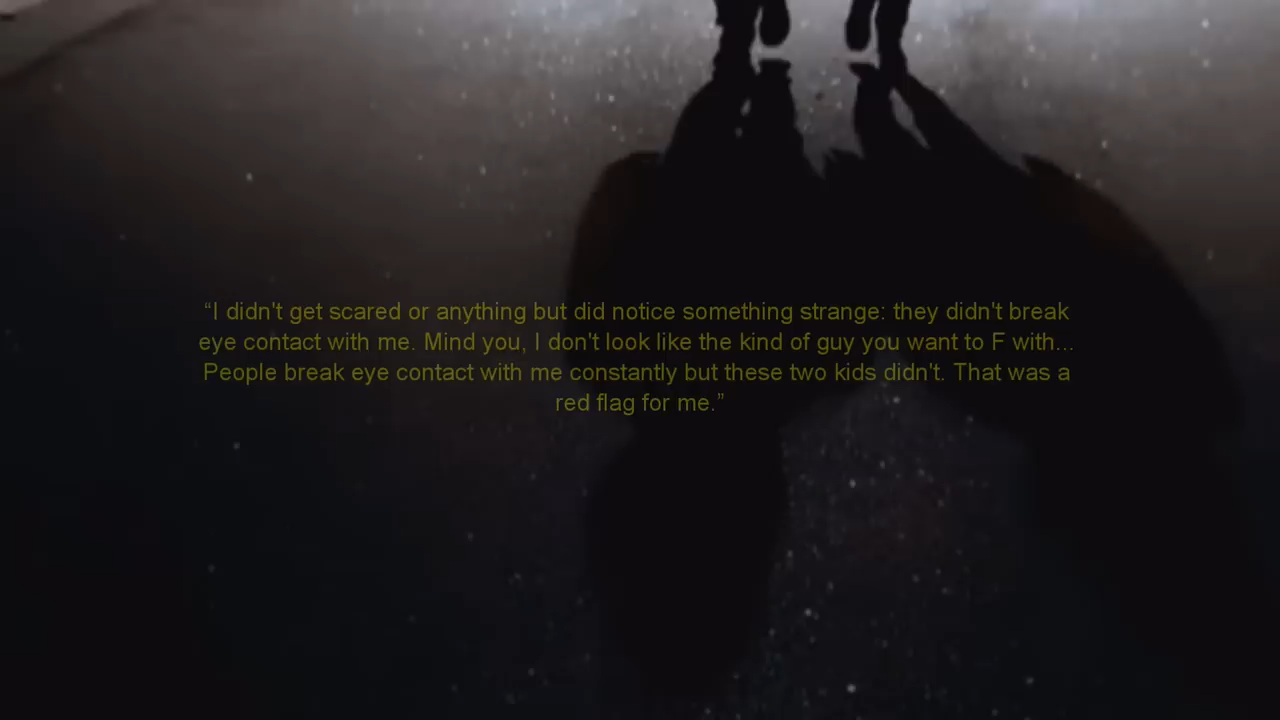 “I didn't get scared or anything but did notice something strange: they didn't break
eye contact with me. Mind you, I don't look like the kind of guy you want to F with...
People break eye contact with me constantly but these two kids didn't. That was a
red flag for me.”